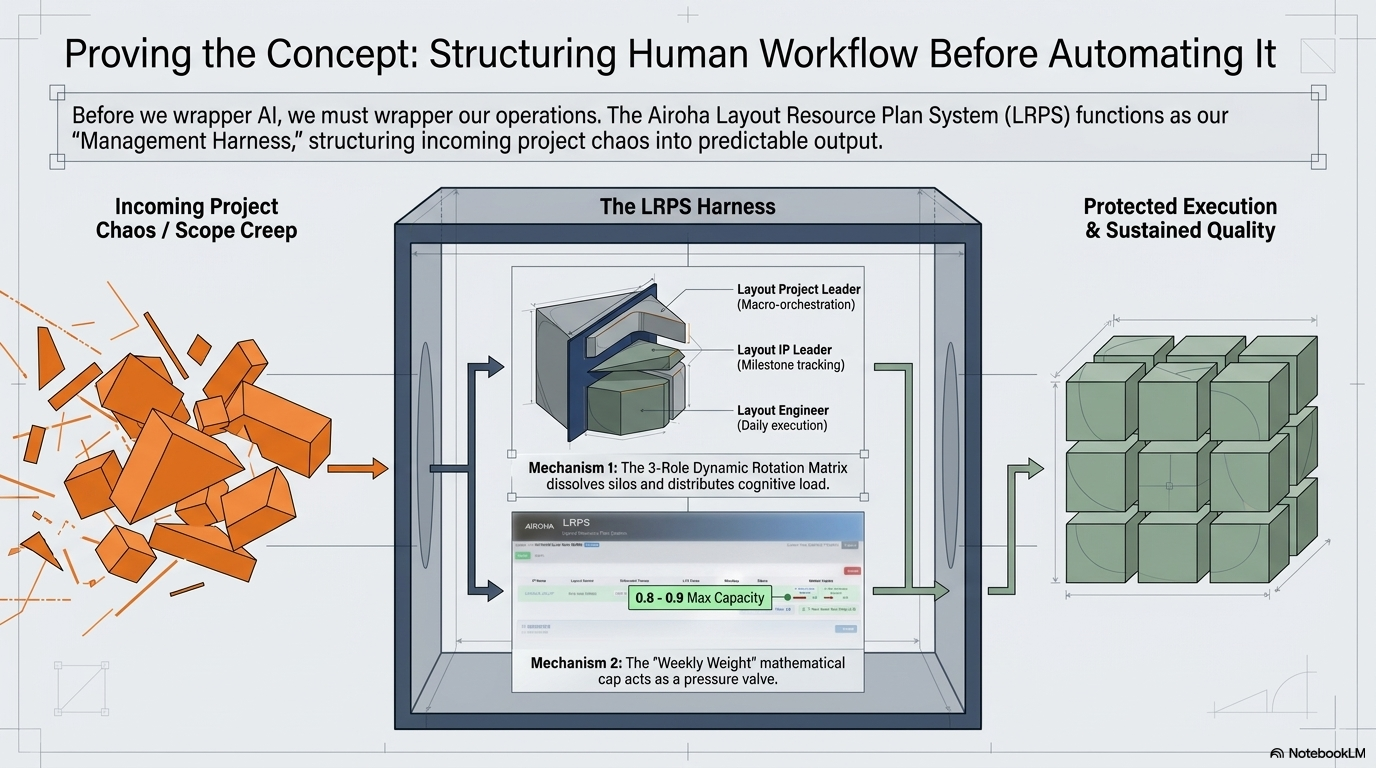 Proving the Concept: Structuring Human Workflow Before Automating It
Before we wrapper AI, we must wrapper our operations. The Airoha Layout Resource Plan System (LRPS) functions as our
“Management Harness,” structuring incoming project chaos into predictable output.
Incoming Project
Chaos / Scope Creep
The LRPS Harness
Protected Execution
& Sustained Quality
Layout Project Leader
(Macro-orchestration)
Layout IP Leader
(Milestone tracking)
Layout Engineer
(Daily execution)
Mechanism 1: The 3-Role Dynamic Rotation Matrix
dissolves silos and distributes cognitive load.
AIROHA
LRPS
0.8 - 0.9 Max Capacity
Mechanism 2: The "Weekly Weight" mathematical
cap acts as a pressure valve.
NotebookLM